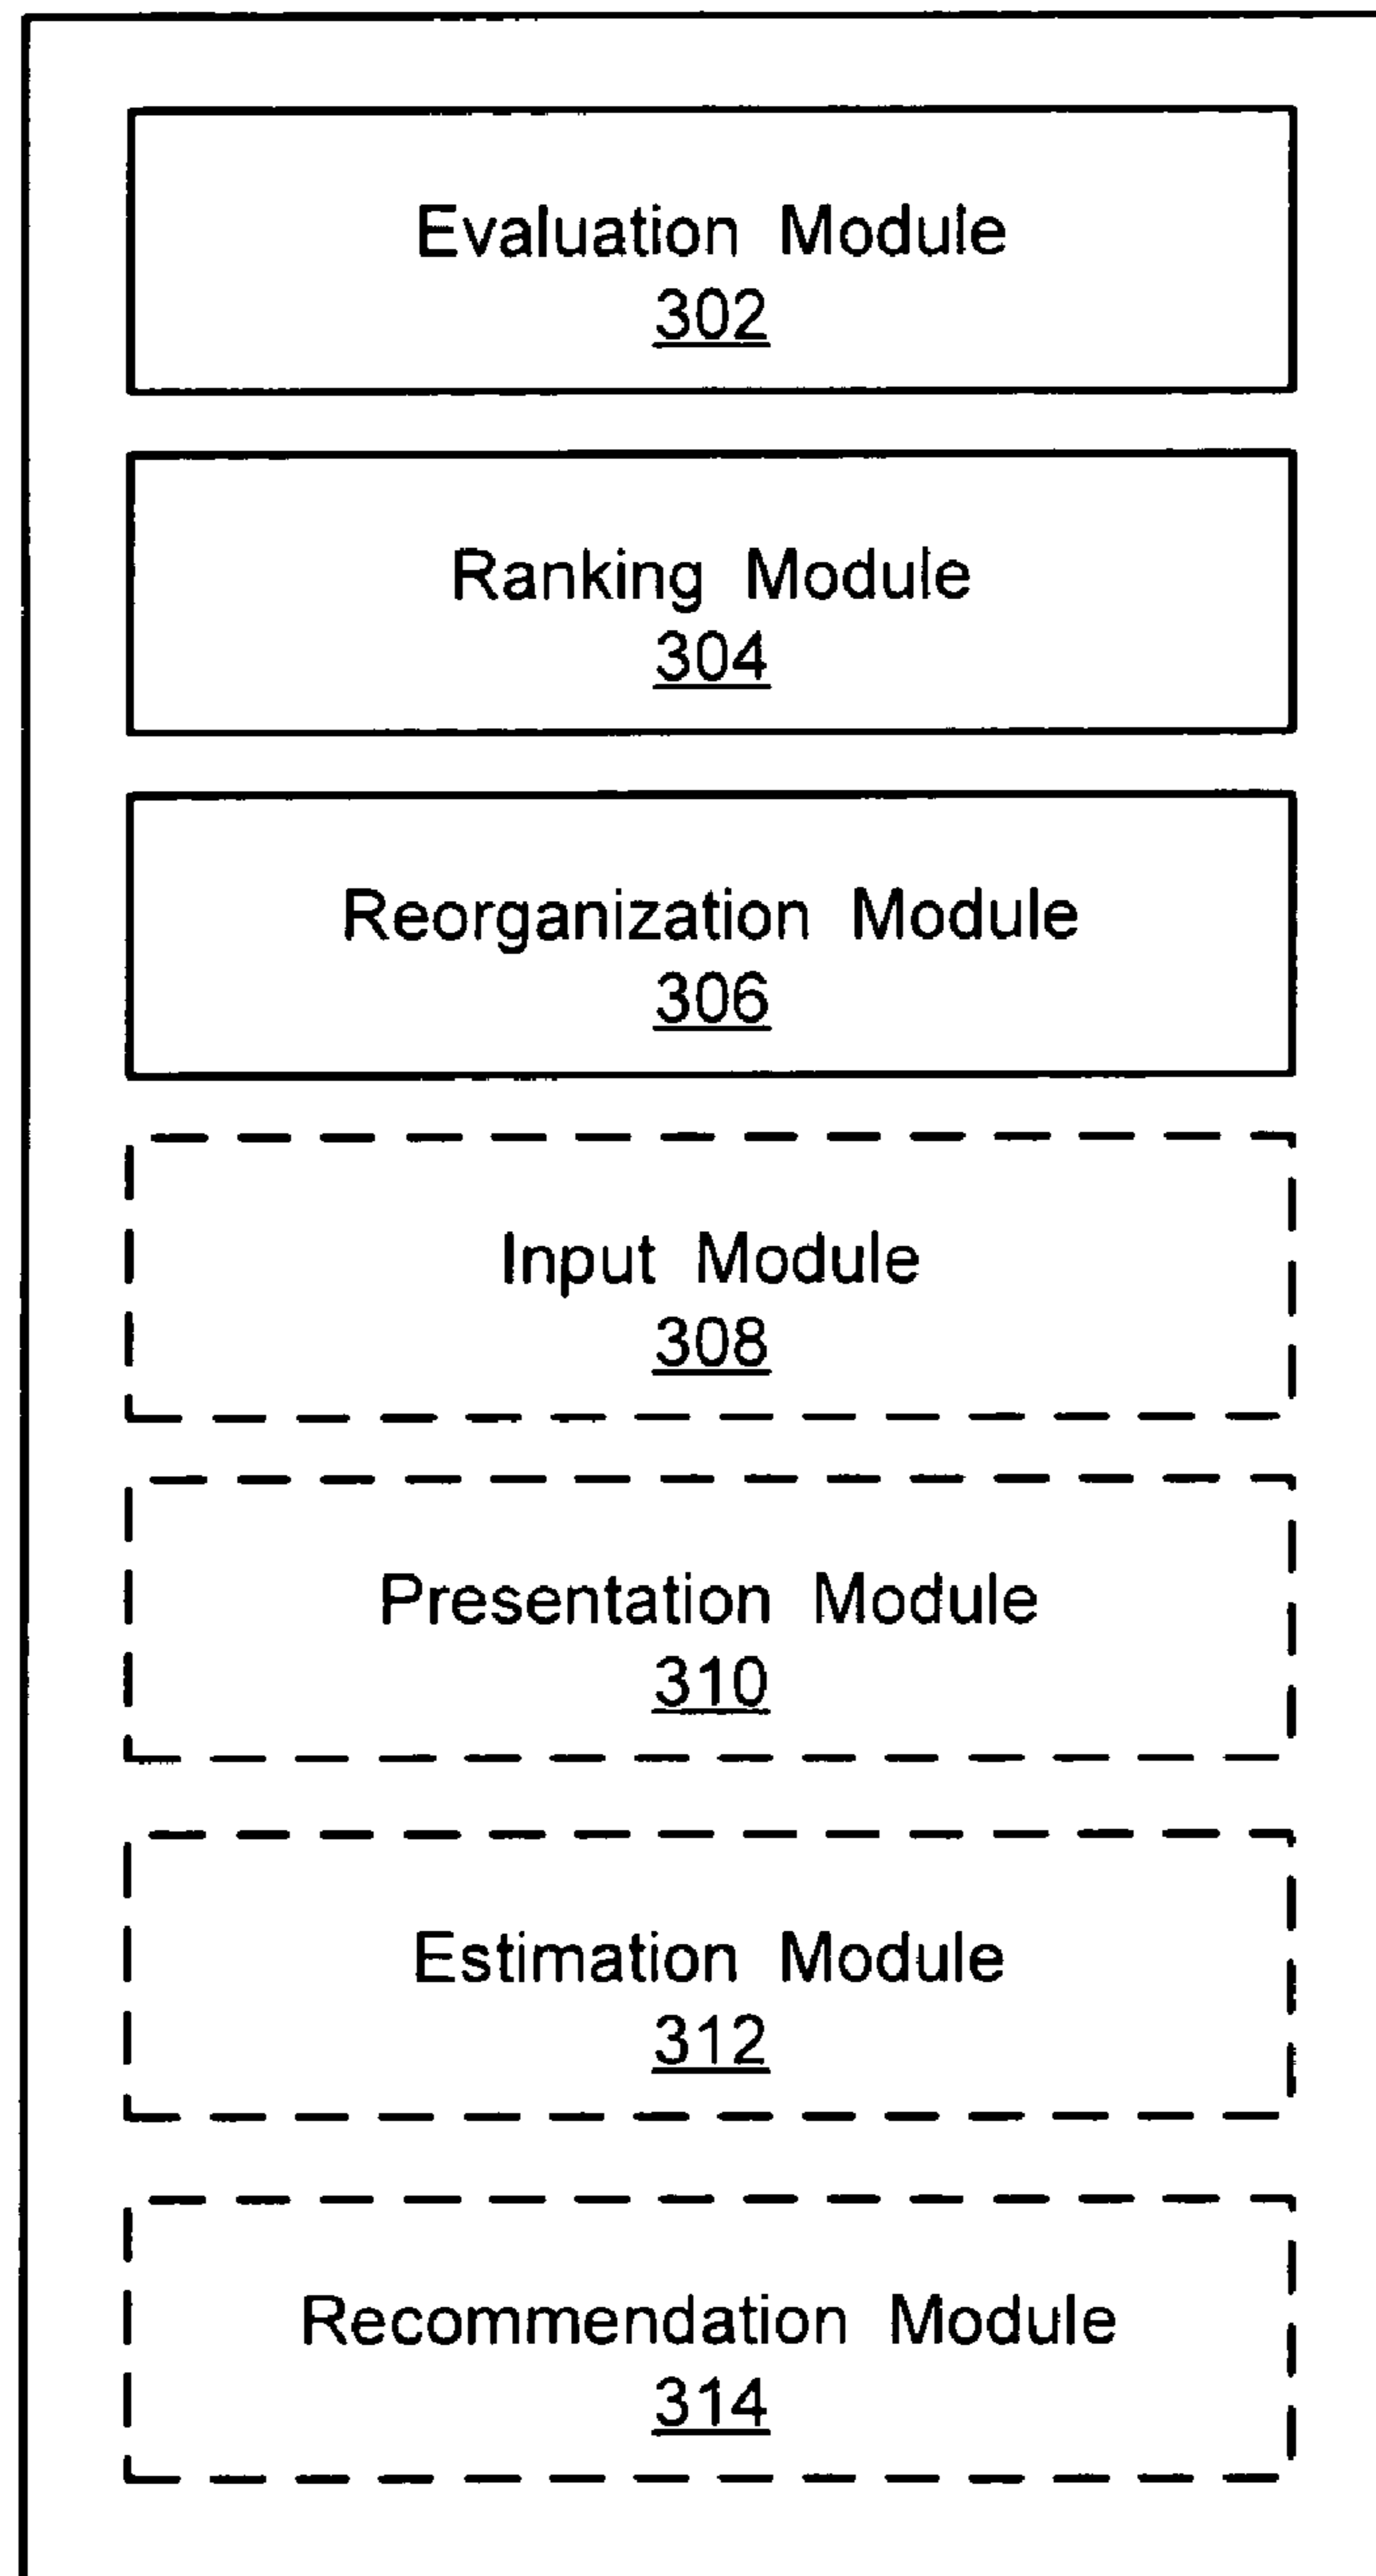 Evaluation Module
302
Ranking Module
304
Reorganization Module
306
Input Module
308
Presentation Module
310
Estimation Module
312
Recommendation Module
314